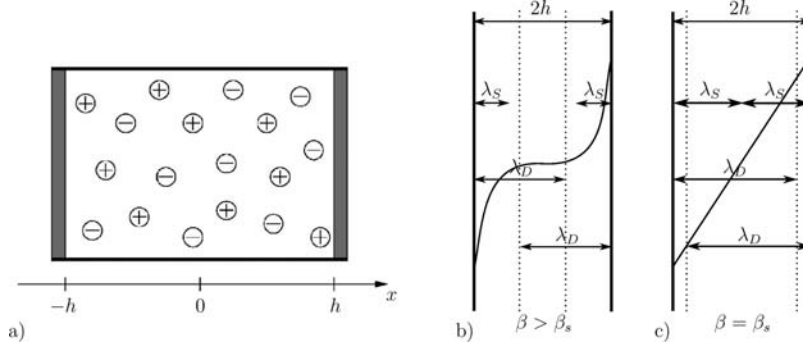 + − −
+ − + +
−
+ − − +
+ + −
− − +
−h 0 h x
a)
2h
λ_S λ_S
λ_D
λ_D
b) β > β_s
2h
λ_S λ_S
λ_D
λ_D
c) β = β_s